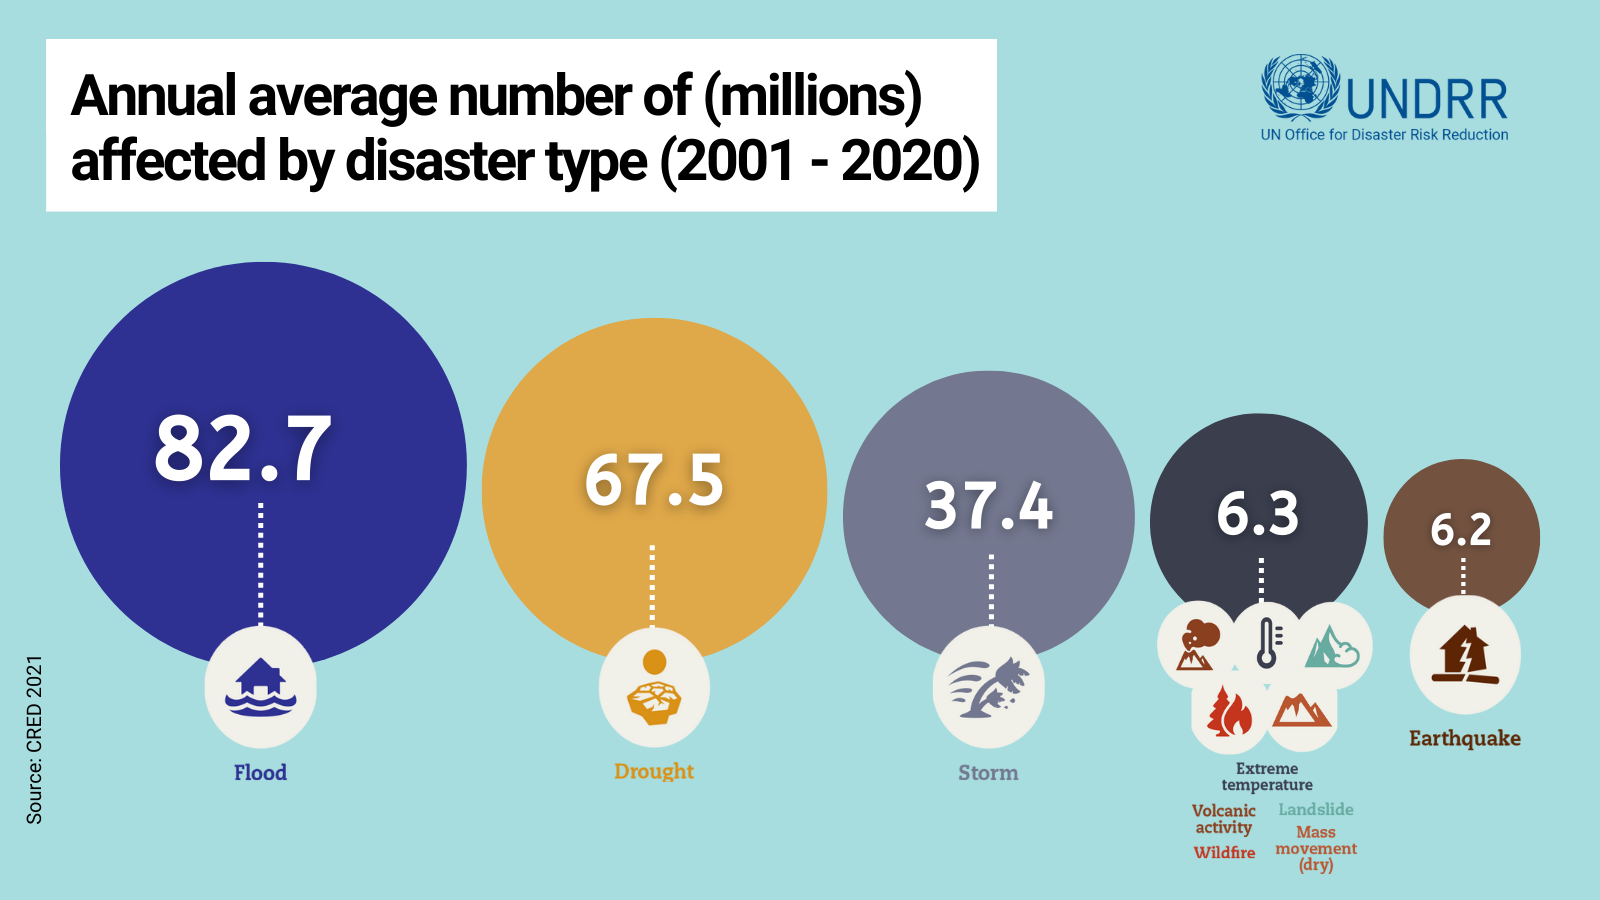 Annual average number of (millions)
affected by disaster type (2001 - 2020)
UNDRR
UN Office for Disaster Risk Reduction
82.7
67.5
37.4
6.3
6.2
Flood
Drought
Storm
Extreme
temperature
Volcanic
activity
Wildfire
Landslide
Mass
movement
(dry)
Earthquake
Source: CRED 2021